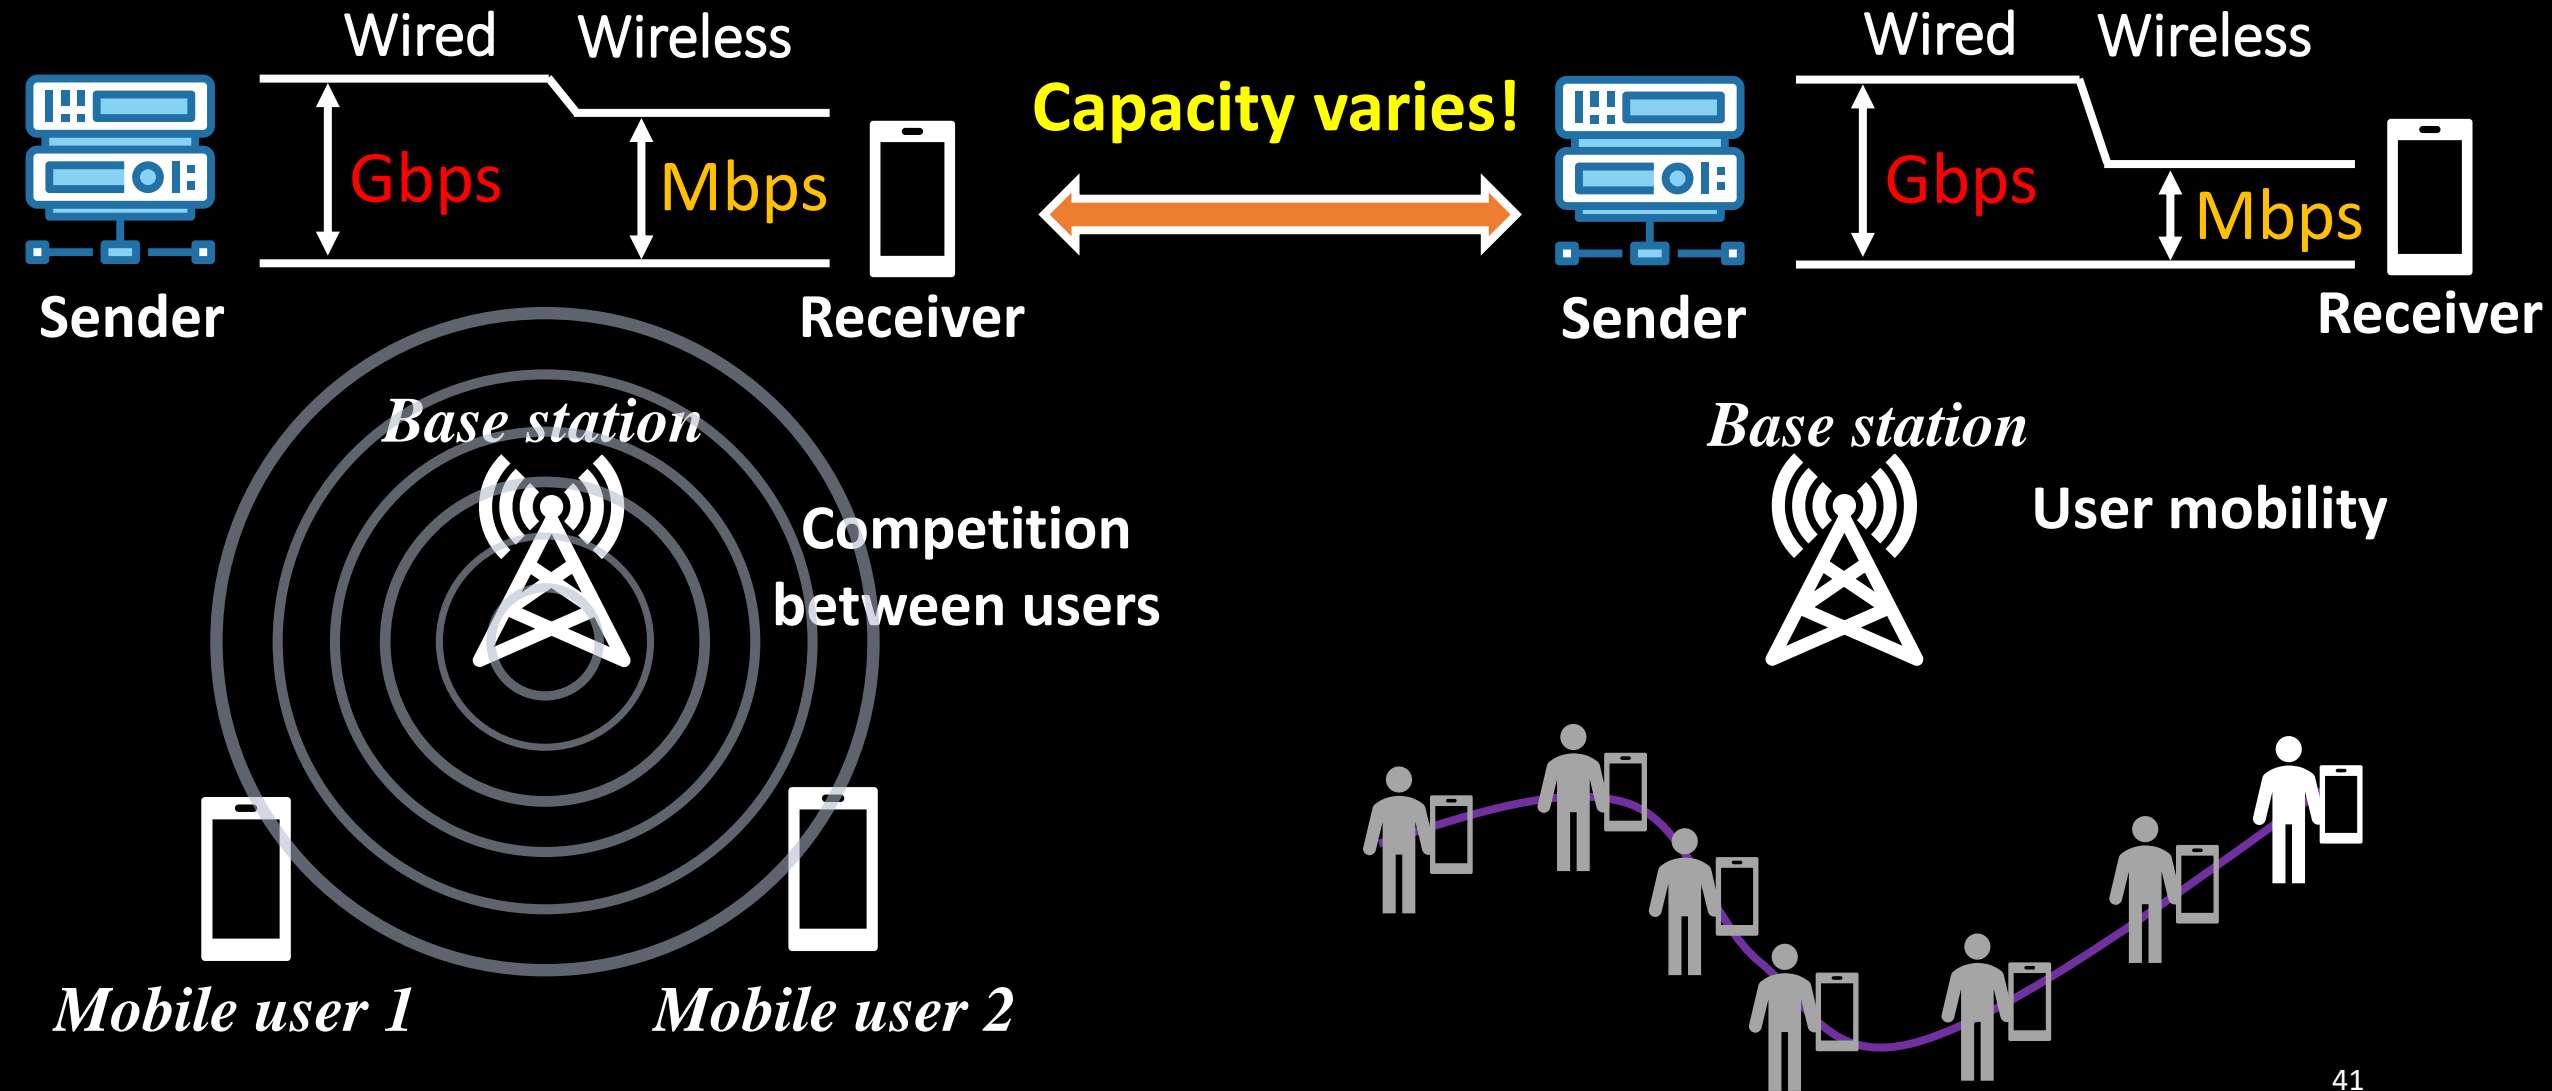 Wired
Wireless
Gbps
Mbps
Sender
Receiver
Capacity varies!
Wired
Wireless
Gbps
Mbps
Sender
Receiver
Base station
Competition
between users
Mobile user 1
Mobile user 2
Base station
User mobility
41